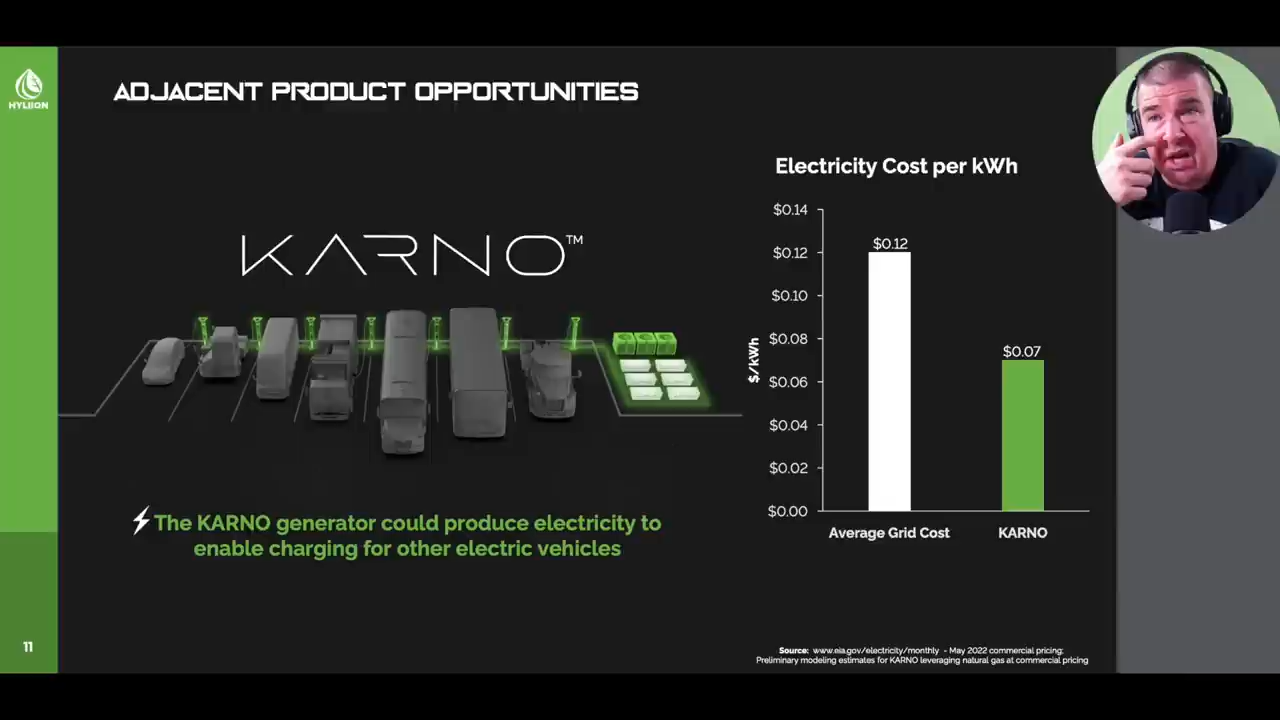 HYLIION
ADJACENT PRODUCT OPPORTUNITIES
KARNO™
⚡The KARNO generator could produce electricity to
enable charging for other electric vehicles
Electricity Cost per kWh
$/kWh
$0.14
$0.12
$0.10
$0.08
$0.06
$0.04
$0.02
$0.00
$0.12
$0.07
Average Grid Cost
KARNO
Source: www.eia.gov/electricity/monthly - May 2022 commercial pricing;
Preliminary modeling estimates for KARNO leveraging natural gas at commercial pricing
11